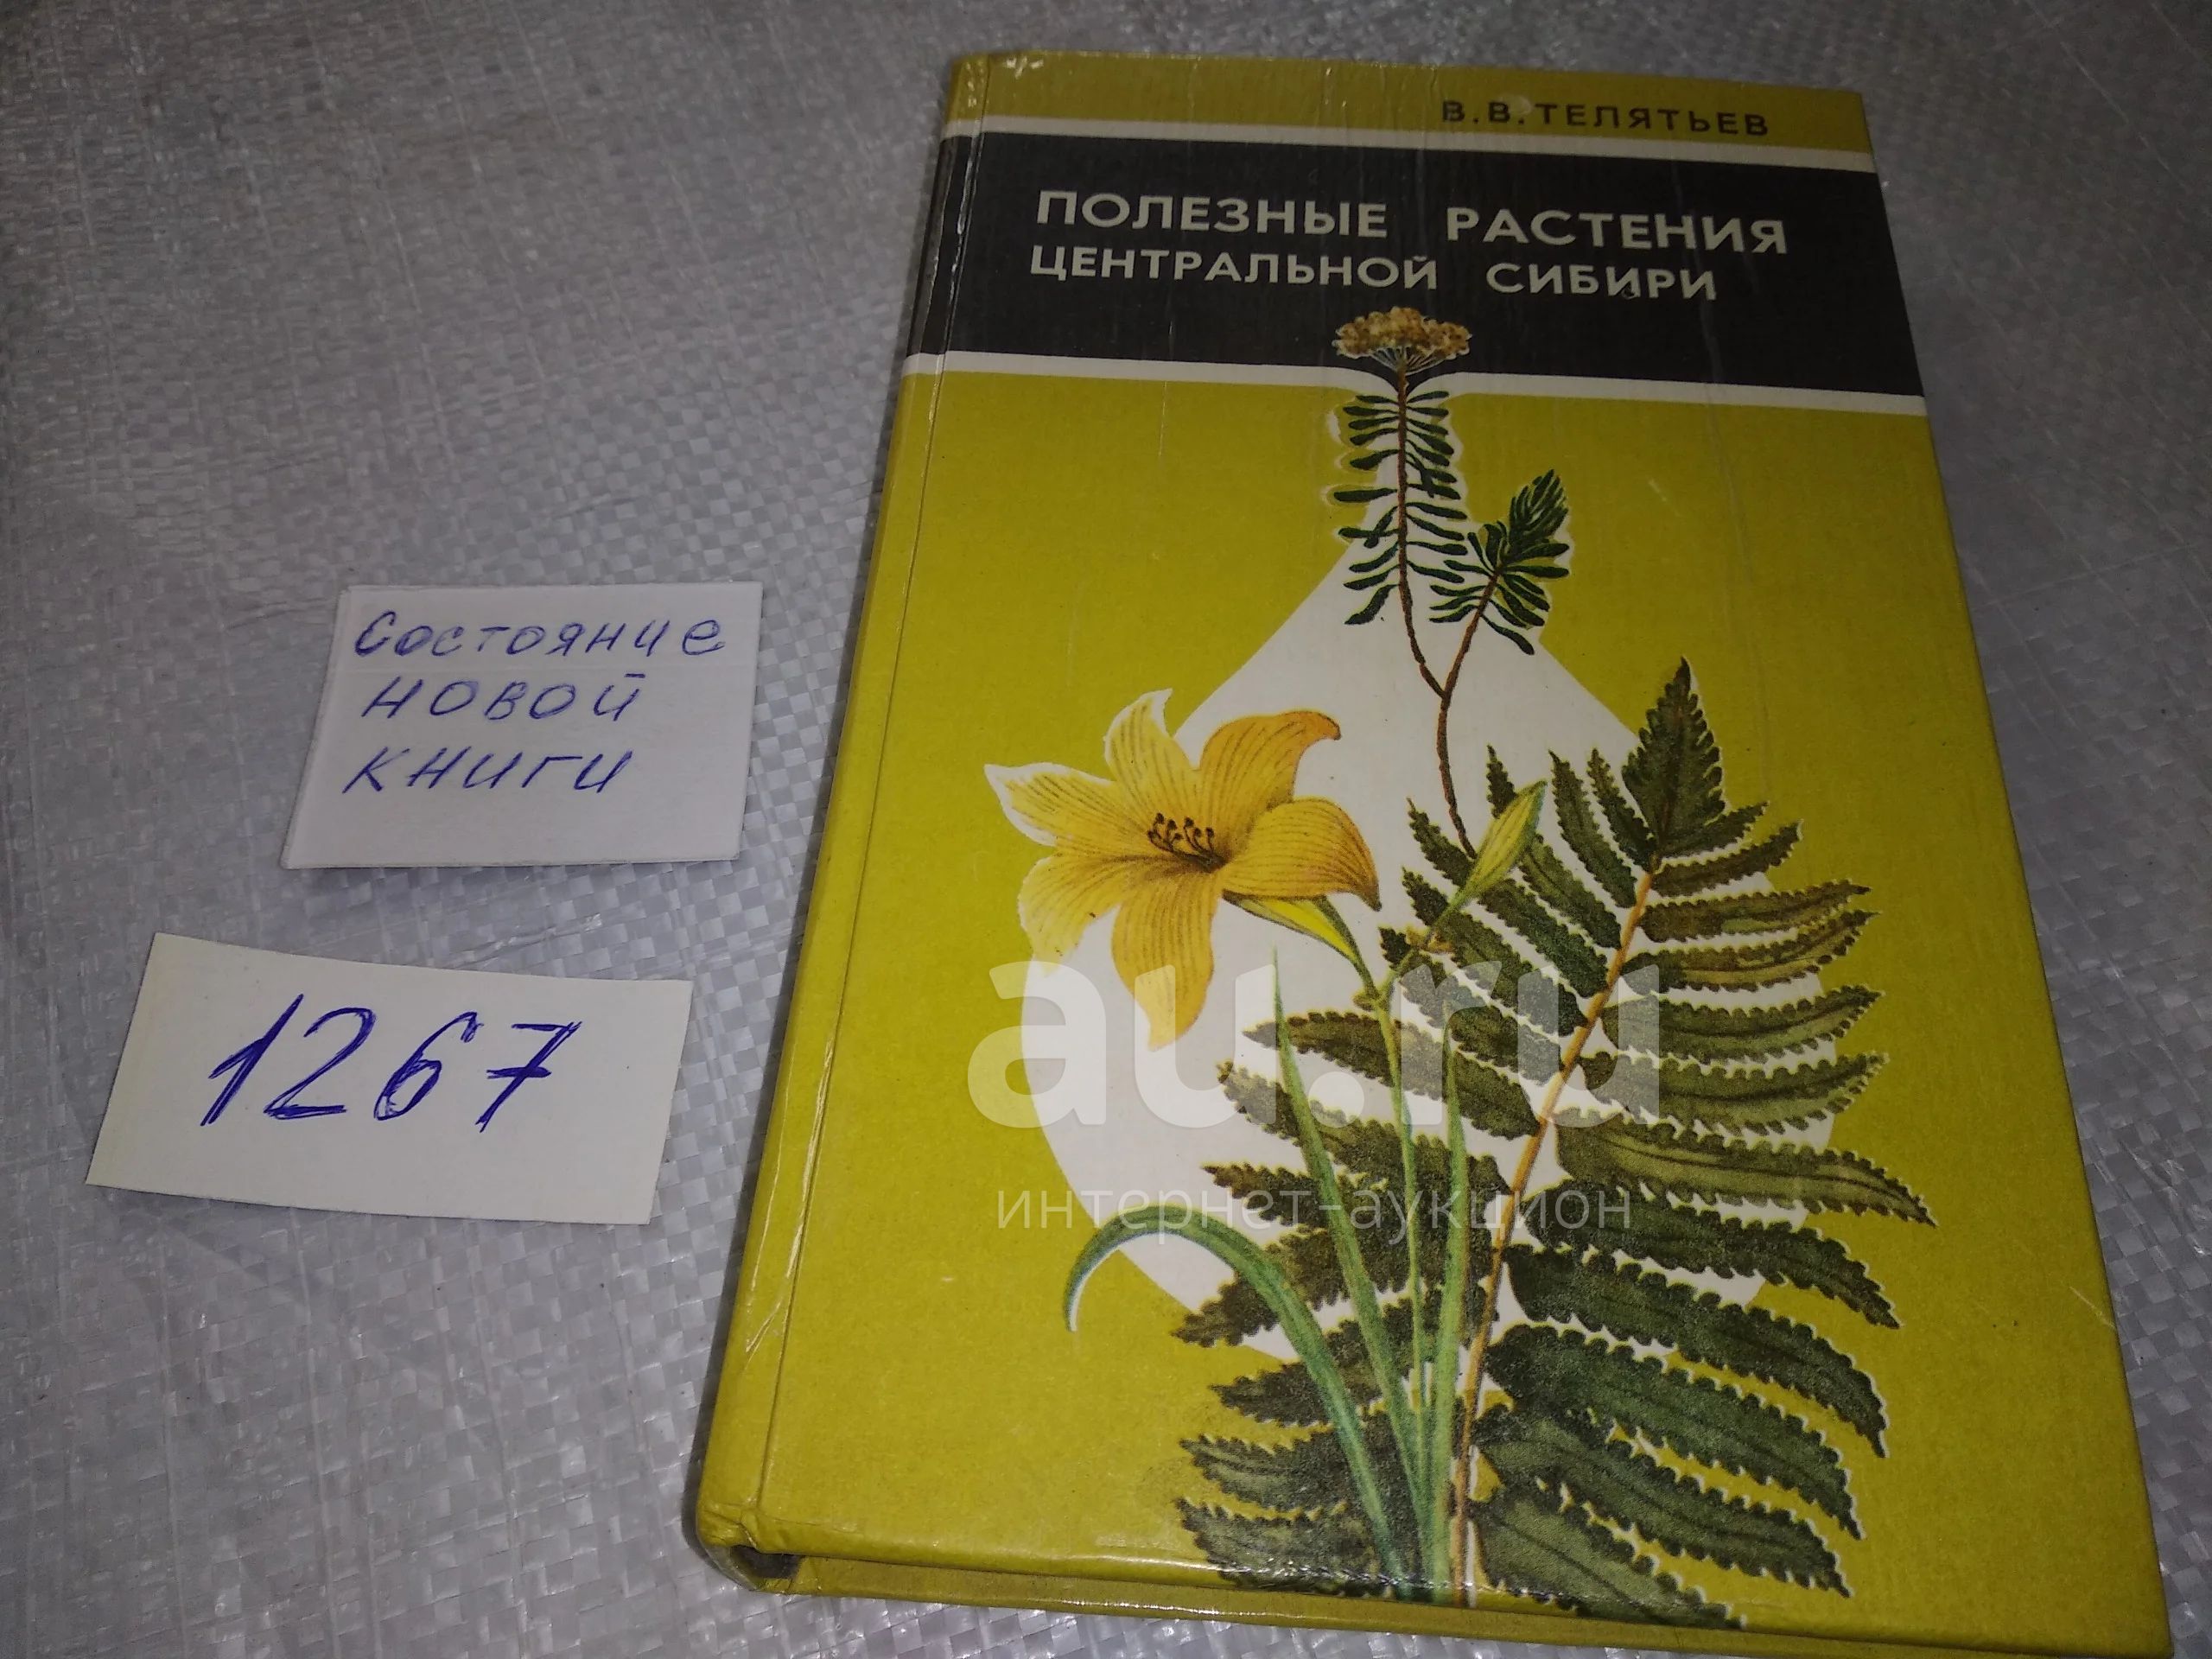 В.В.ТЕЛЯТЬЕВ
ПОЛЕЗНЫЕ РАСТЕНИЯ
ЦЕНТРАЛЬНОЙ СИБИРИ
Состояние
новой
книги
1267
au.ru
интернет-аукцион